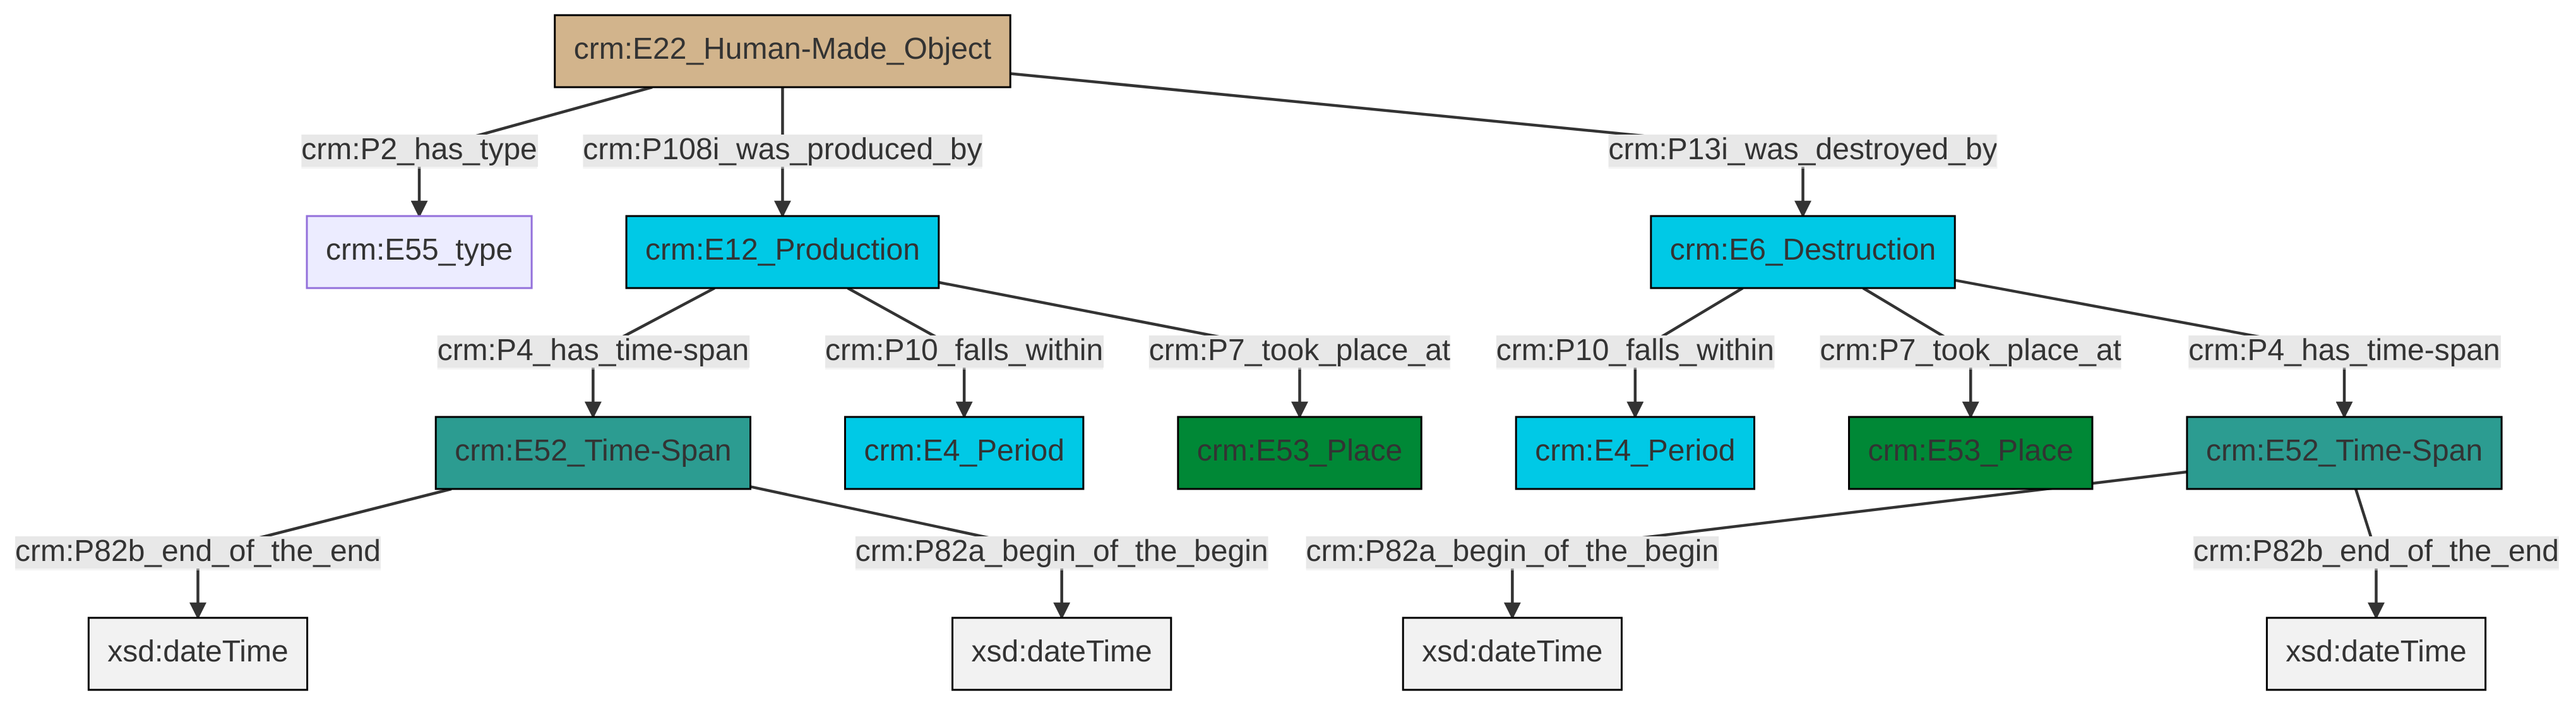 crm:E22_Human-Made_Object
crm:P2_has_type
crm:P108i_was_produced_by
crm:P13i_was_destroyed_by
crm:E55_type
crm:E12_Production
crm:E6_Destruction
crm:P4_has_time-span
crm:P10_falls_within
crm:P7_took_place_at
crm:P10_falls_within
crm:P7_took_place_at
crm:P4_has_time-span
crm:E52_Time-Span
crm:E4_Period
crm:E53_Place
crm:E4_Period
crm:E53_Place
crm:E52_Time-Span
crm:P82b_end_of_the_end
crm:P82a_begin_of_the_begin
crm:P82a_begin_of_the_begin
crm:P82b_end_of_the_end
xsd:dateTime
xsd:dateTime
xsd:dateTime
xsd:dateTime